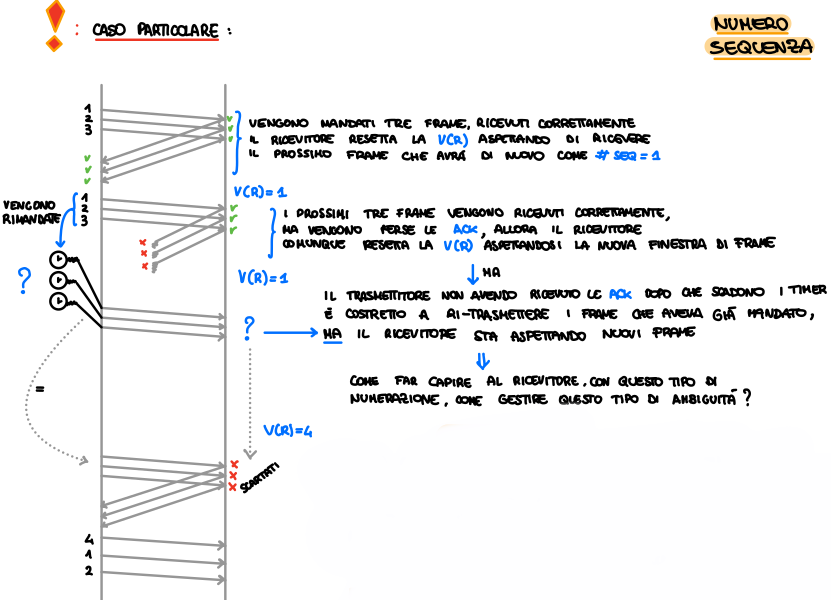 ! : CASO PARTICOLARE :
NUMERO
SEQUENZA
1
2
3
VENGONO MANDATI TRE FRAME, RICEVUTI CORRETTAMENTE
IL RICEVITORE RESETTA LA V(R) ASPETTANDO DI RICEVERE
IL PROSSIMO FRAME CHE AVRÁ DI NUOVO COME # SEQ = 1
V(R)=1
VENGONO
RIMANDATE
1
2
3
I PROSSIMI TRE FRAME VENGONO RICEVUTI CORRETTAMENTE,
MA VENGONO PERSE LE ACK, ALLORA IL RICEVITORE
COMUNQUE RESETTA LA V(R) ASPETTANDOSI LA NUOVA FINESTRA DI FRAME
V(R)=1
MA
?
IL TRASMETTITORE NON AVENDO RICEVUTO LE ACK DOPO CHE SCADONO I TIMER
É COSTRETTO A RI-TRASMETTERE I FRAME CHE AVEVA GIÁ MANDATO,
? MA IL RICEVITORE STA ASPETTANDO NUOVI FRAME
COME FAR CAPIRE AL RICEVITORE, CON QUESTO TIPO DI
NUMERAZIONE, COME GESTIRE QUESTO TIPO DI AMBIGUITÁ ?
=
V(R)=4
SCARTATI
4
1
2